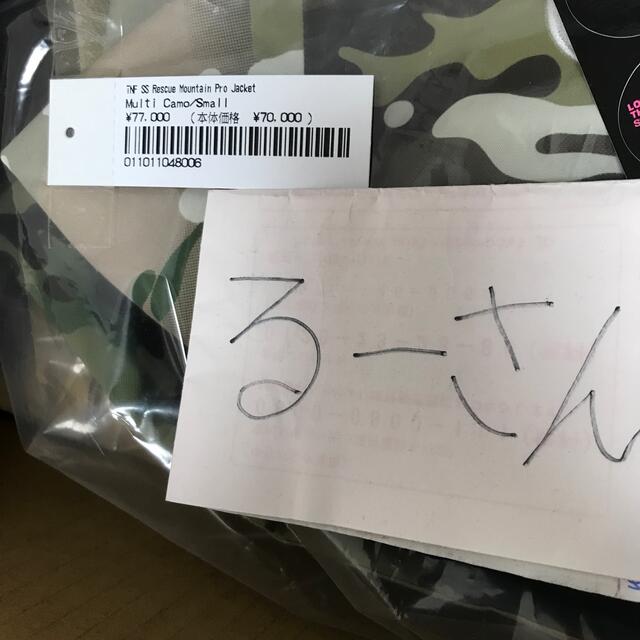 TNF SS Rescue Mountain Pro Jacket
Multi Camo/Small
¥77.000 (本体価格 ¥70.000 )
011011048006
るーさん